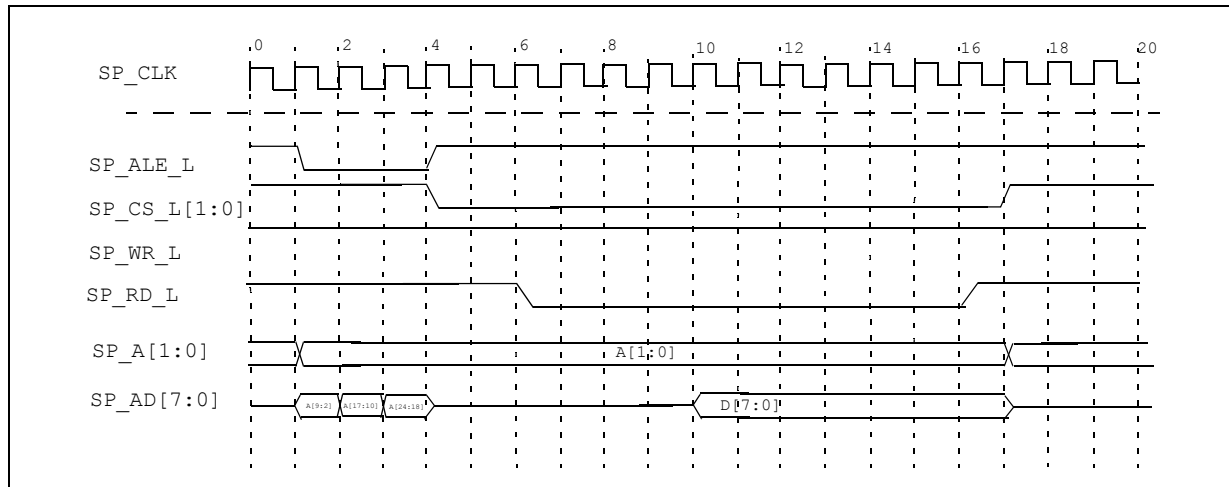 0 2 4 6 8 10 12 14 16 18 20
SP_CLK
SP_ALE_L
SP_CS_L[1:0]
SP_WR_L
SP_RD_L
SP_A[1:0] A[1:0]
SP_AD[7:0] A[9:2] A[17:10] A[24:18] D[7:0]